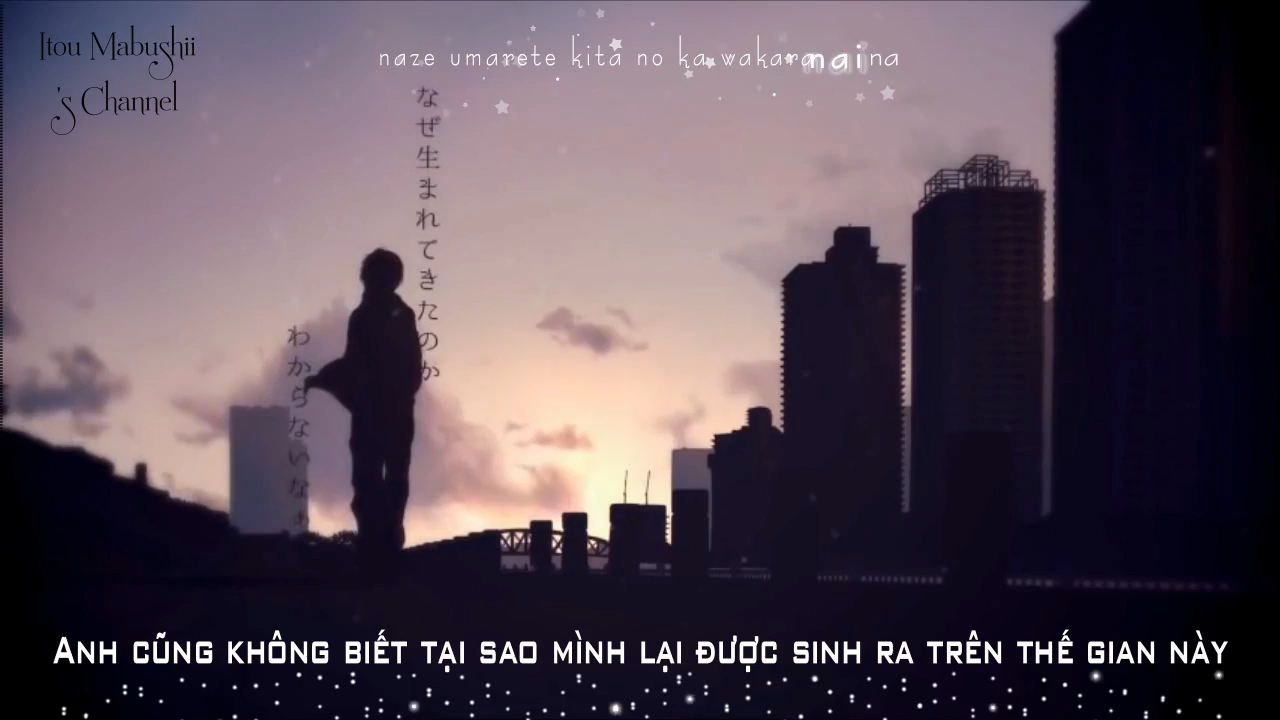 Itou Mabushii
's Channel
naze umarete kita no ka wakaranaina
なぜ生まれてきたのか
わからないなぁ
Anh cũng không biết tại sao mình lại được sinh ra trên thế gian này